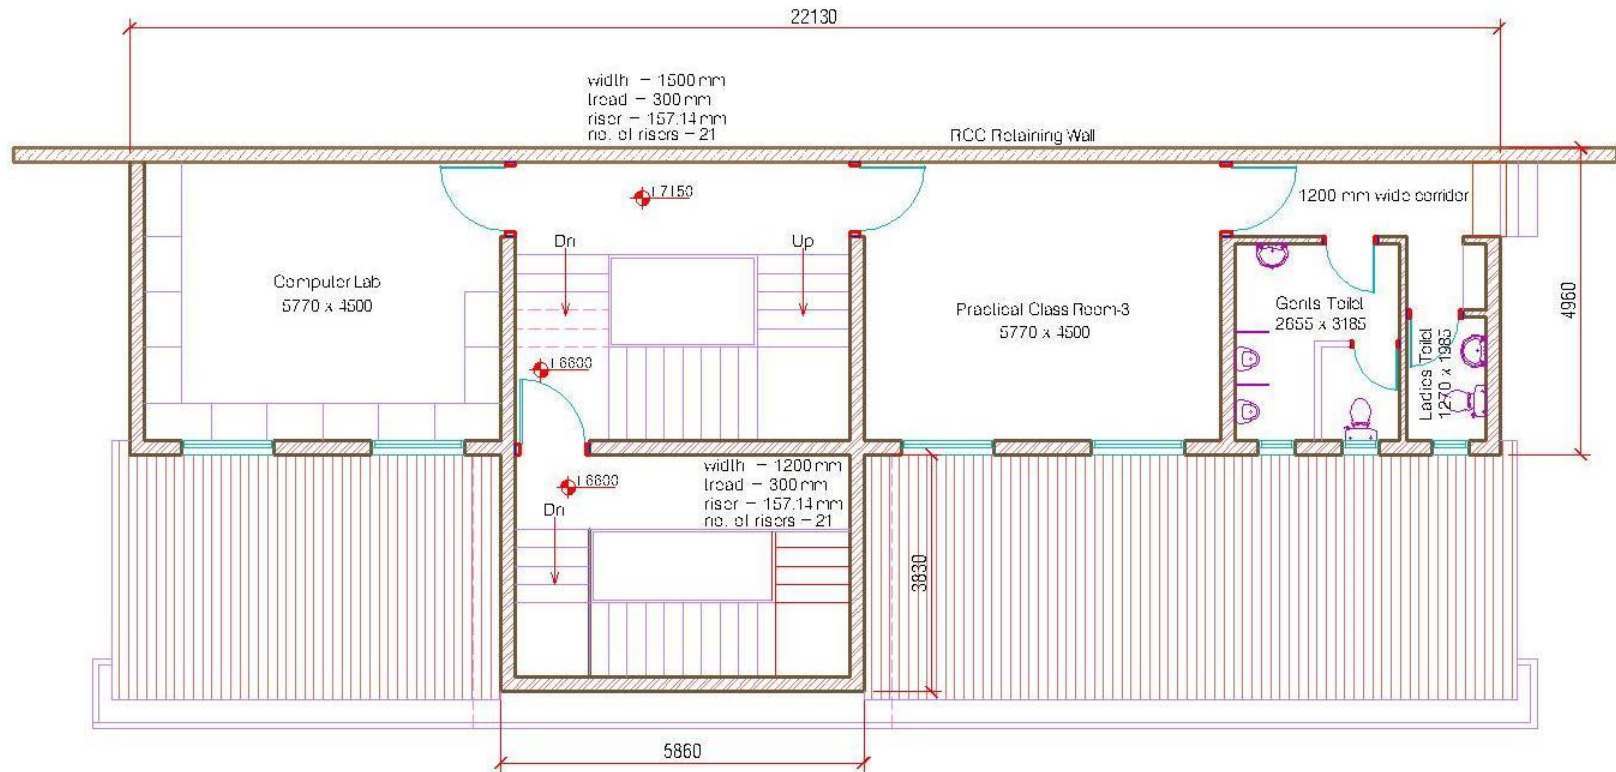 22130
width - 1500 mm
tread - 300 mm
riser - 157.14 mm
no. of risers - 21
RCC Retaining Wall
17150
1200 mm wide corridor
Dn
Up
Computer Lab
5770 x 4500
Practical Class Room-3
5770 x 4500
Gents Toilet
2655 x 3185
4960
Ladies Toilet
1270 x 1985
16600
width - 1200 mm
tread - 300 mm
riser - 157.14 mm
no. of risers - 21
16600
Dn
3830
5860